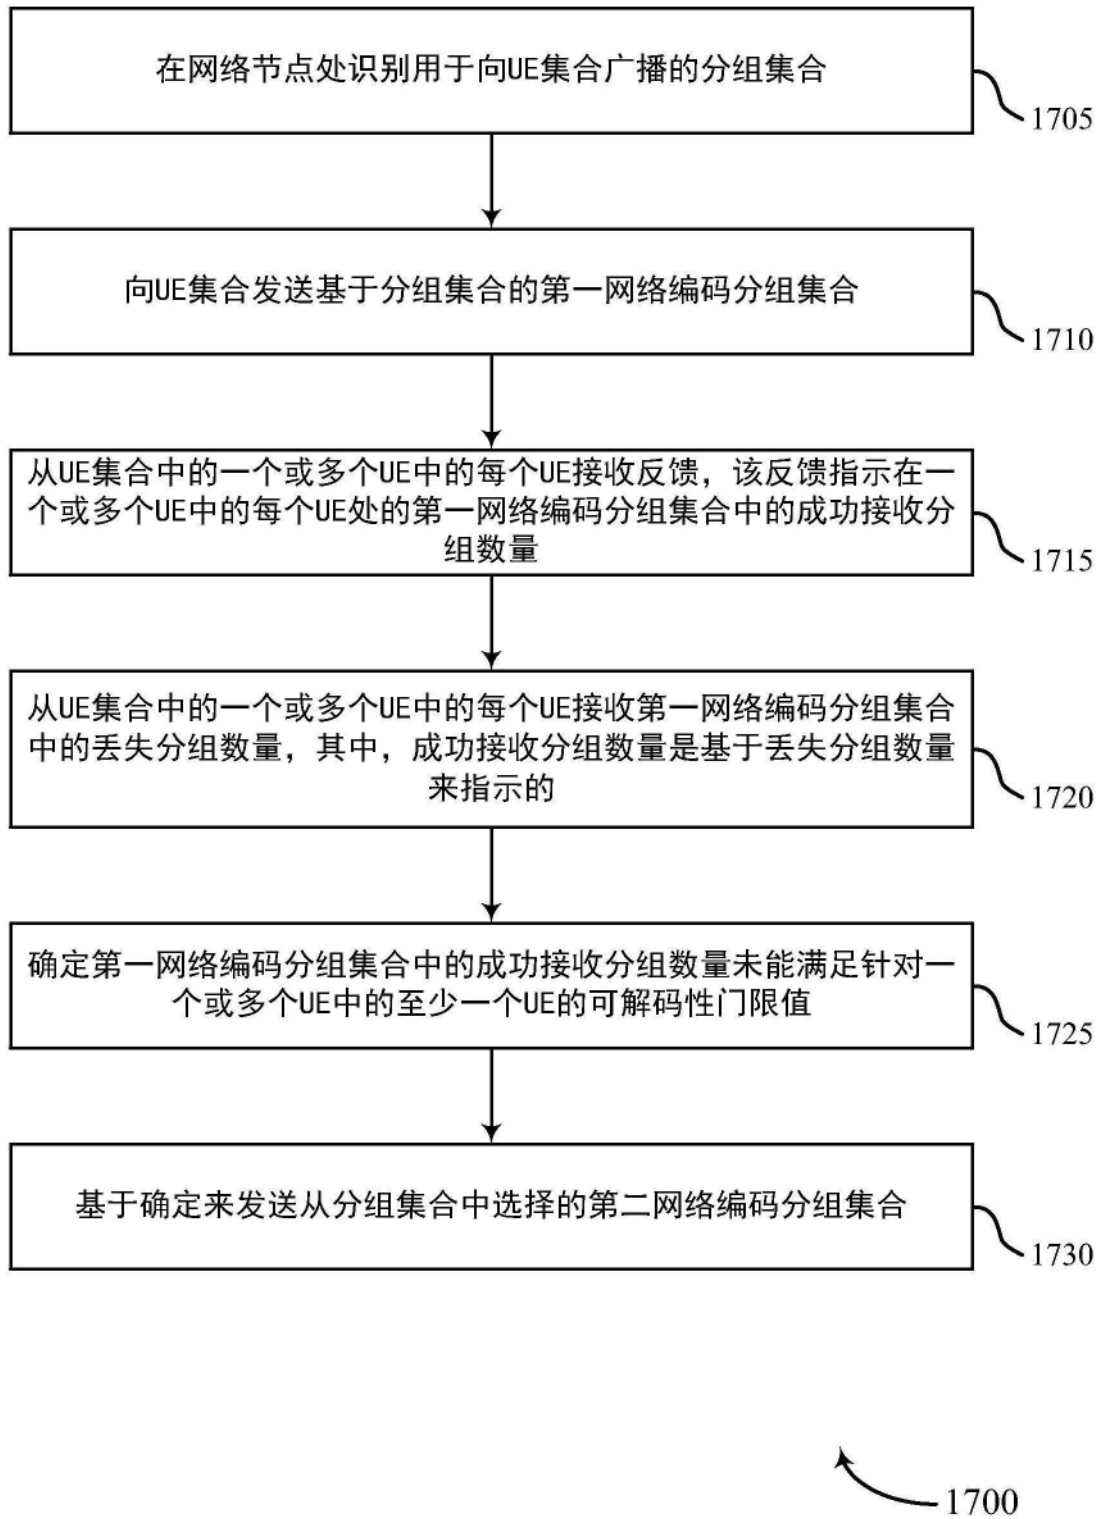 在网络节点处识别用于向UE集合广播的分组集合
1705
向UE集合发送基于分组集合的第一网络编码分组集合
1710
从UE集合中的一个或多个UE中的每个UE接收反馈，该反馈指示在一
个或多个UE中的每个UE处的第一网络编码分组集合中的成功接收分
组数量
1715
从UE集合中的一个或多个UE中的每个UE接收第一网络编码分组集合
中的丢失分组数量，其中，成功接收分组数量是基于丢失分组数量
来指示的
1720
确定第一网络编码分组集合中的成功接收分组数量未能满足针对一
个或多个UE中的至少一个UE的可解码性门限值
1725
基于确定来发送从分组集合中选择的第二网络编码分组集合
1730
1700